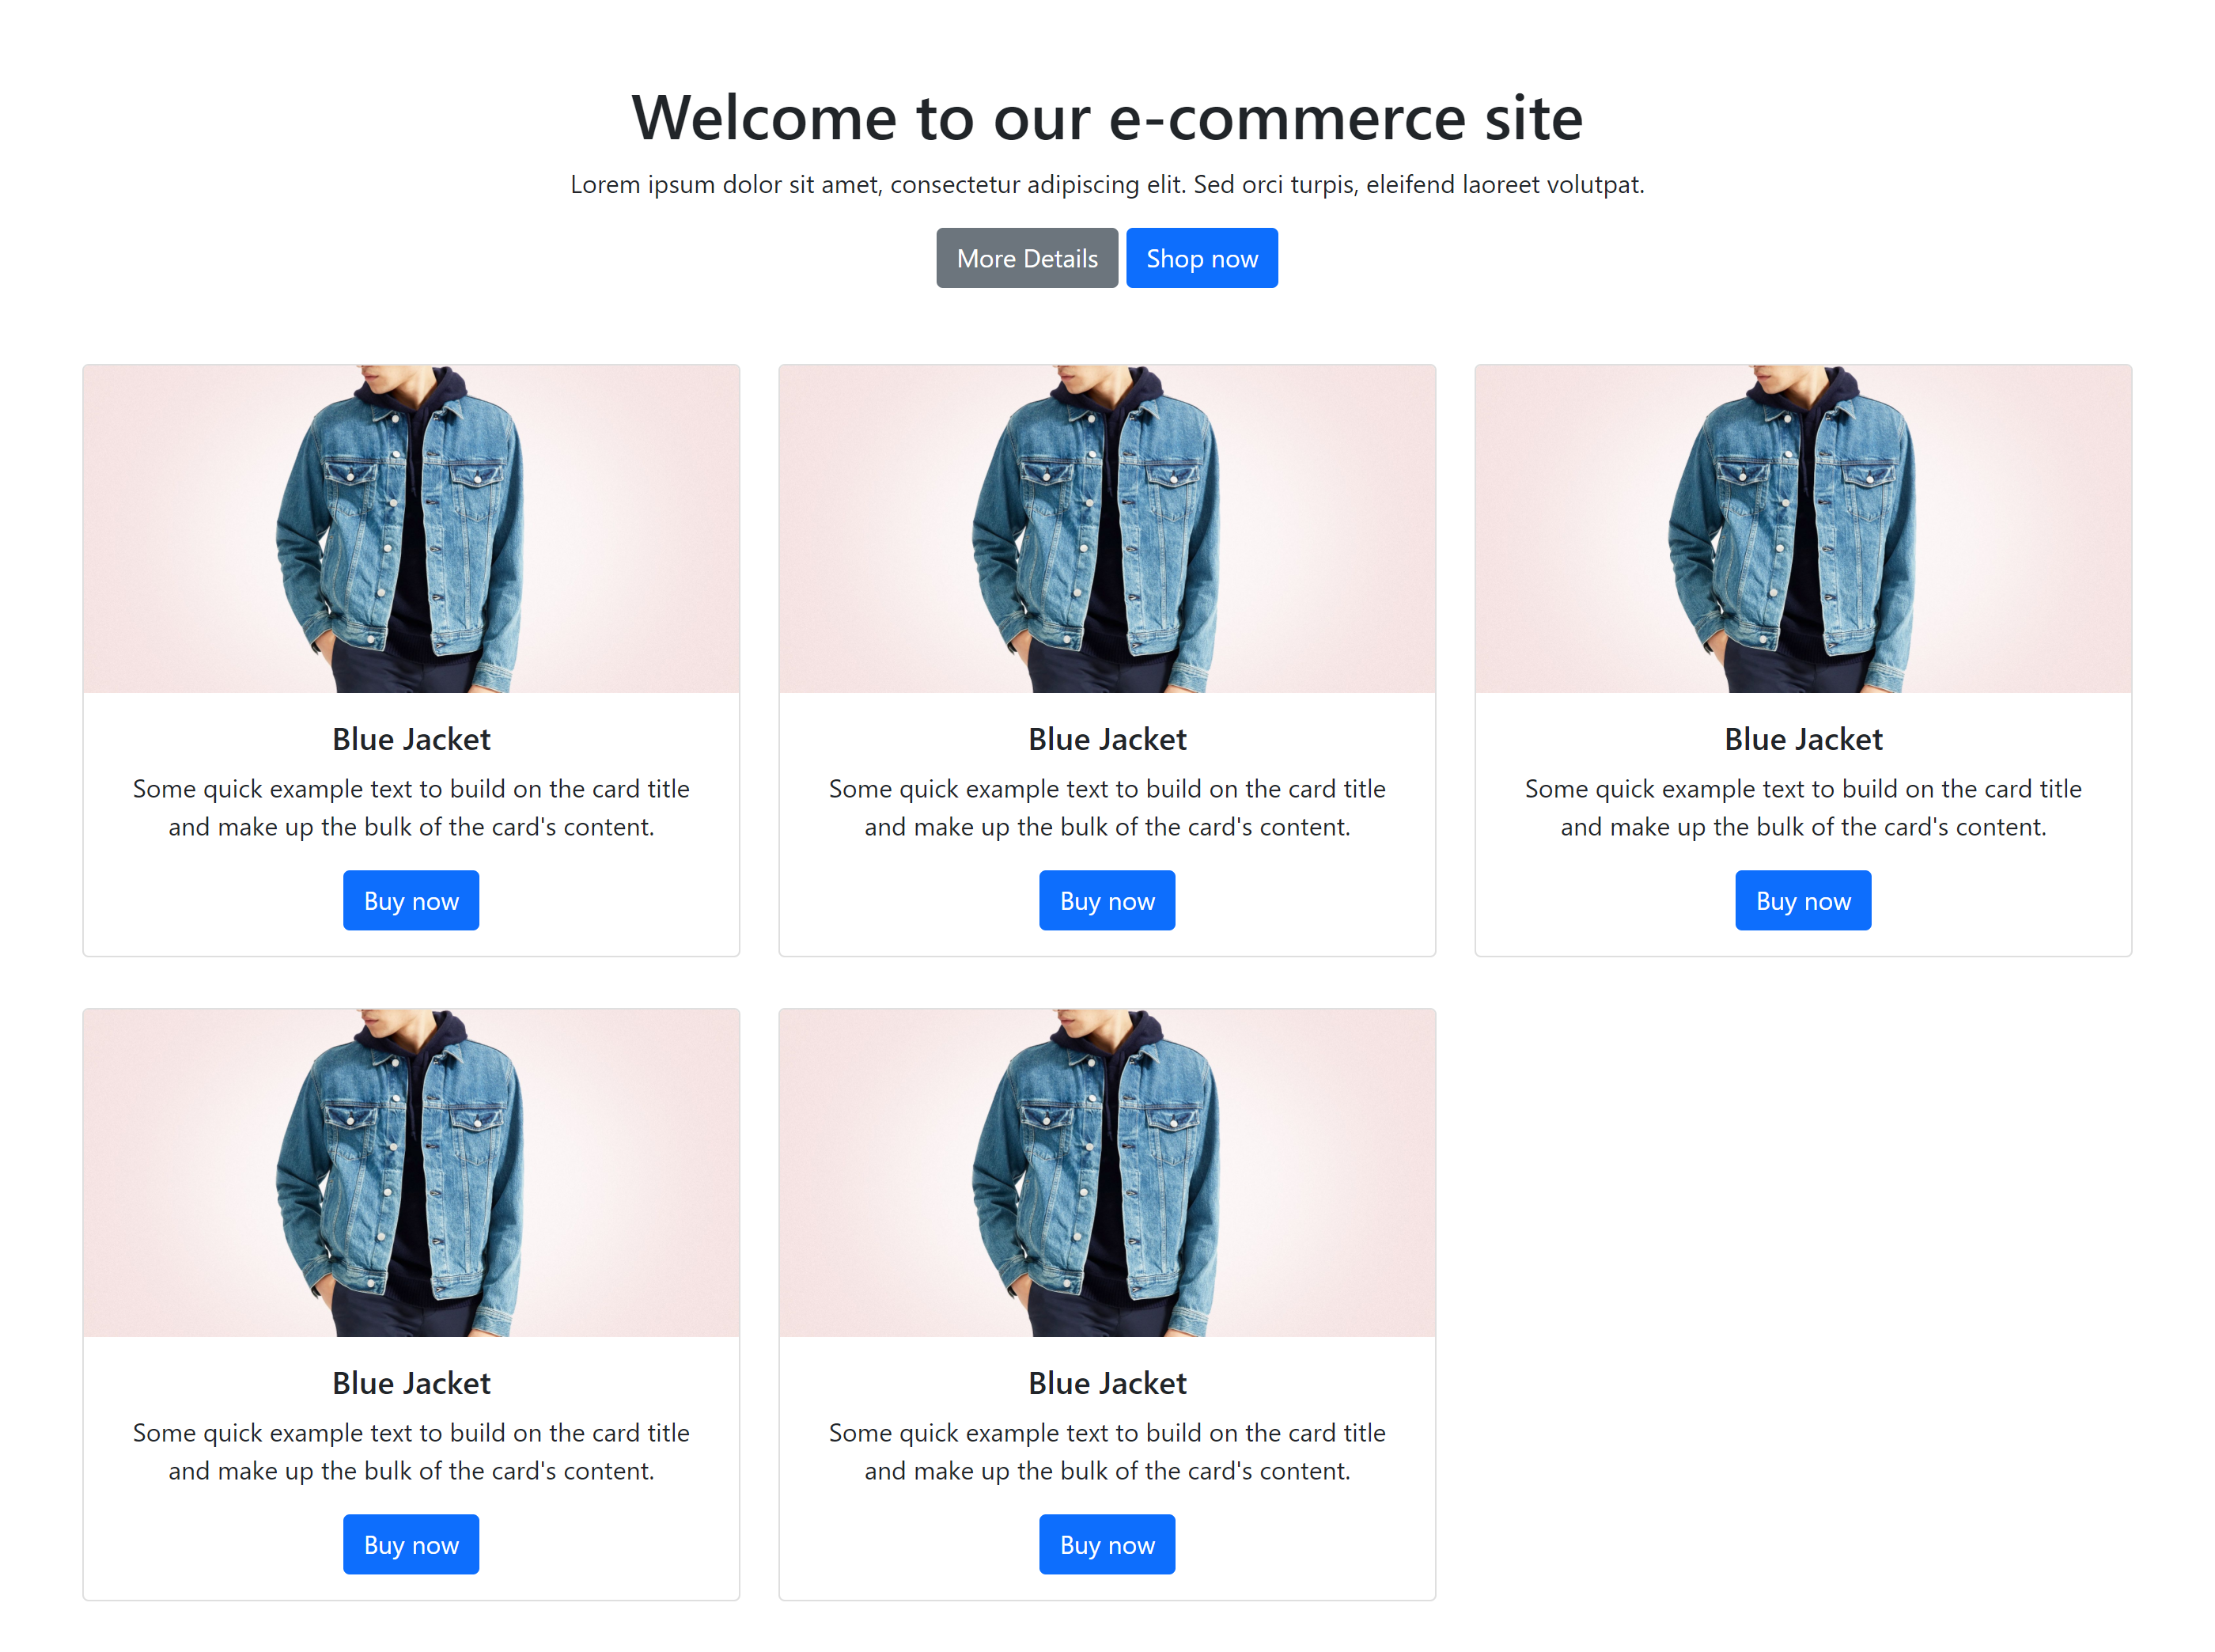 Welcome to our e-commerce site
Lorem ipsum dolor sit amet, consectetur adipiscing elit. Sed orci turpis, eleifend laoreet volutpat.
More Details
Shop now
Blue Jacket
Some quick example text to build on the card title
and make up the bulk of the card's content.
Buy now
Blue Jacket
Some quick example text to build on the card title
and make up the bulk of the card's content.
Buy now
Blue Jacket
Some quick example text to build on the card title
and make up the bulk of the card's content.
Buy now
Blue Jacket
Some quick example text to build on the card title
and make up the bulk of the card's content.
Buy now
Blue Jacket
Some quick example text to build on the card title
and make up the bulk of the card's content.
Buy now